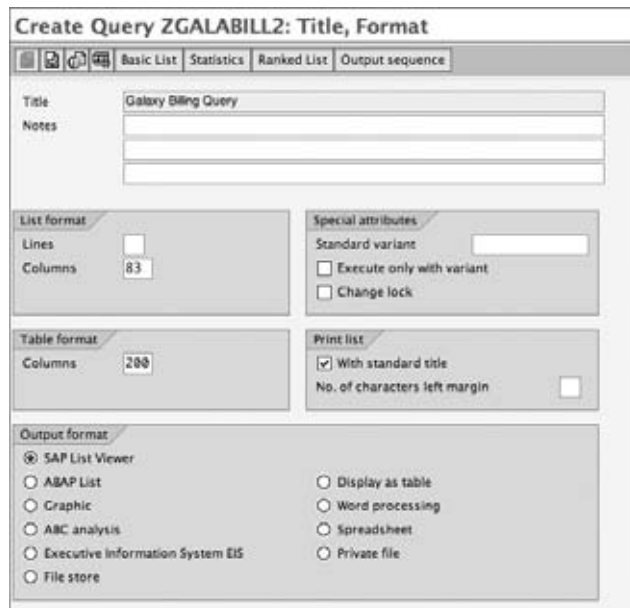 Create Query ZGALABILL2: Title, Format
Basic List Statistics Ranked List Output sequence
Title Galaxy Billing Query
Notes
List format
Lines
Columns 83
Special attributes
Standard variant
Execute only with variant
Change lock
Table format
Columns 200
Print list
With standard title
No. of characters left margin
Output format
SAP List Viewer
ABAP List
Graphic
ABC analysis
Executive Information System EIS
File store
Display as table
Word processing
Spreadsheet
Private file